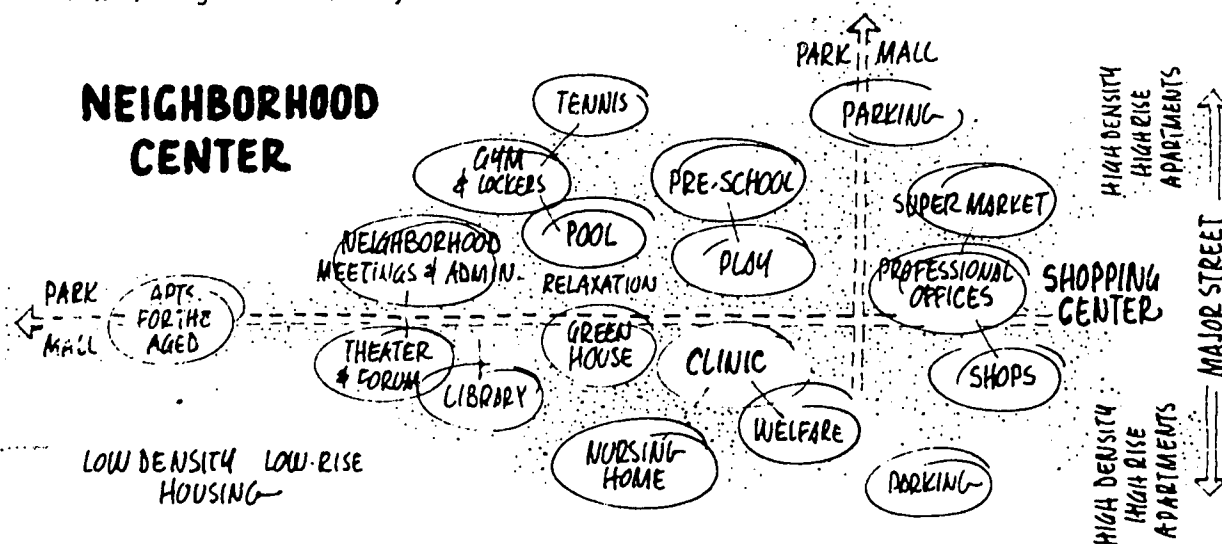 NEIGHBORHOOD
CENTER
PARK MALL
PARKING
TENNIS
GYM
& LOCKERS
PRE-SCHOOL
SUPER MARKET
HIGH DENSITY
HIGH RISE
APARTMENTS
NEIGHBORHOOD
MEETINGS & ADMIN.
POOL
RELAXATION
PLAY
PROFESSIONAL
OFFICES
SHOPPING
CENTER
MAJOR STREET
PARK
MALL
APTS.
FOR THE
AGED
THEATER
& FORUM
LIBRARY
GREEN
HOUSE
CLINIC
SHOPS
WELFARE
NURSING
HOME
PARKING
LOW DENSITY LOW-RISE
HOUSING
HIGH DENSITY
HIGH RISE
APARTMENTS